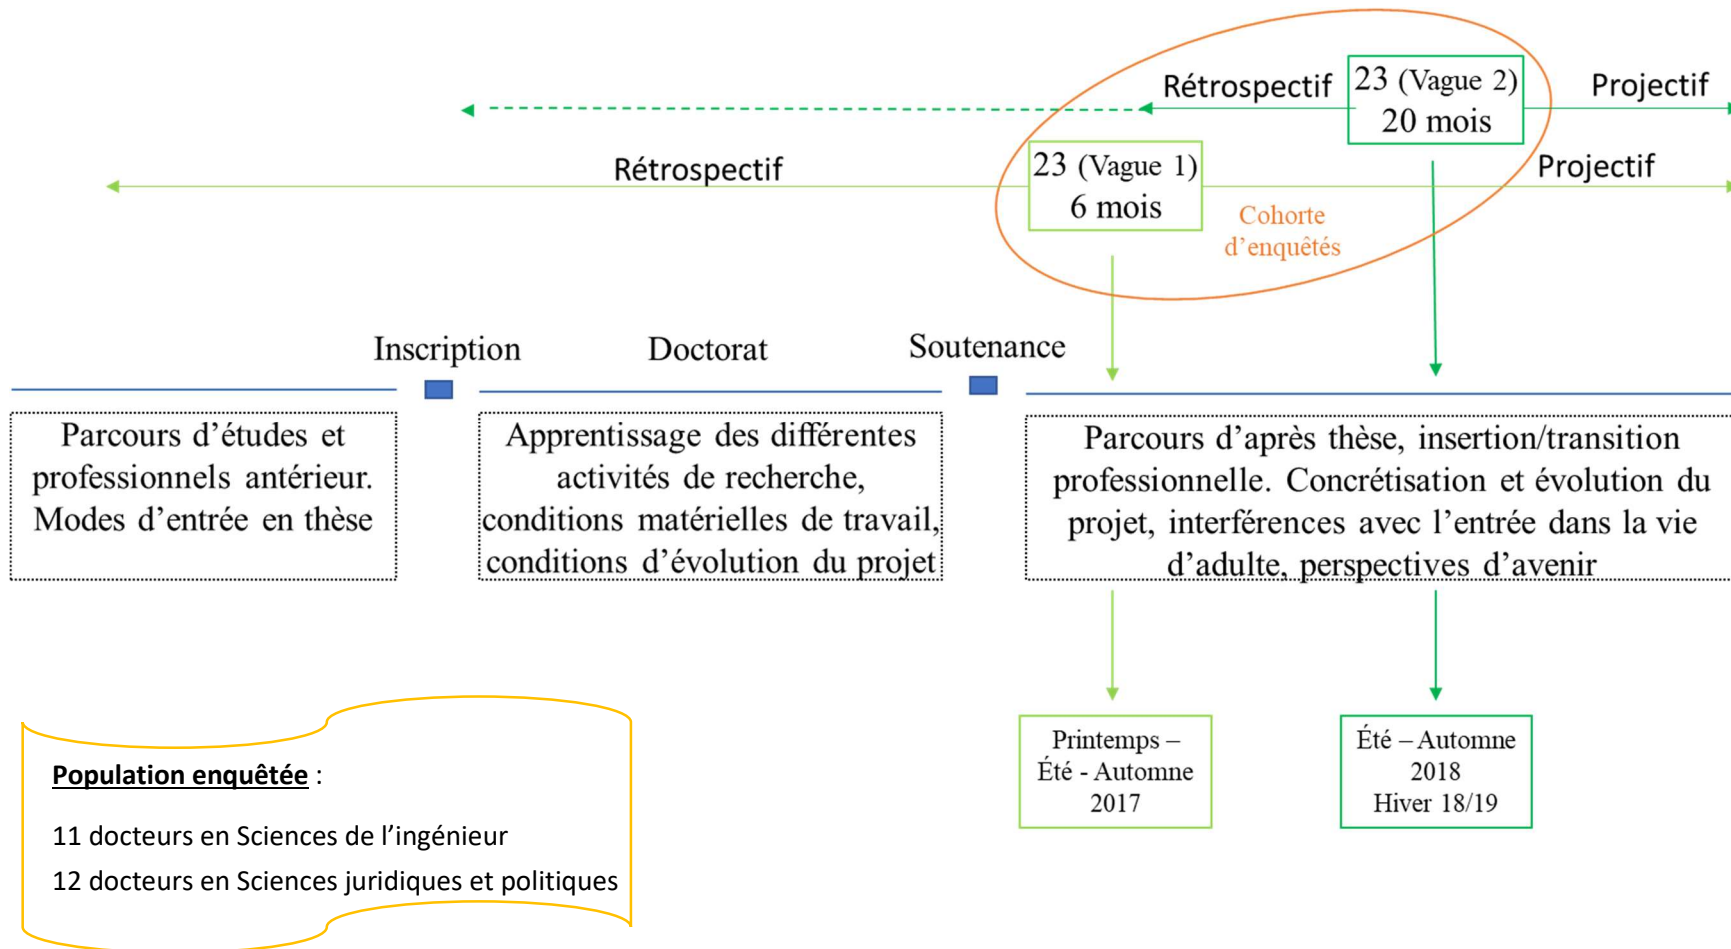 Rétrospectif
23 (Vague 2)
20 mois
Projectif
Rétrospectif
23 (Vague 1)
6 mois
Projectif
Cohorte
d’enquêtés
Inscription
Doctorat
Soutenance
Parcours d’études et
professionnels antérieur.
Modes d’entrée en thèse
Apprentissage des différentes
activités de recherche,
conditions matérielles de travail,
conditions d’évolution du projet
Parcours d’après thèse, insertion/transition
professionnelle. Concrétisation et évolution du
projet, interférences avec l’entrée dans la vie
d’adulte, perspectives d’avenir
Printemps –
Été - Automne
2017
Été – Automne
2018
Hiver 18/19
Population enquêtée :
11 docteurs en Sciences de l’ingénieur
12 docteurs en Sciences juridiques et politiques